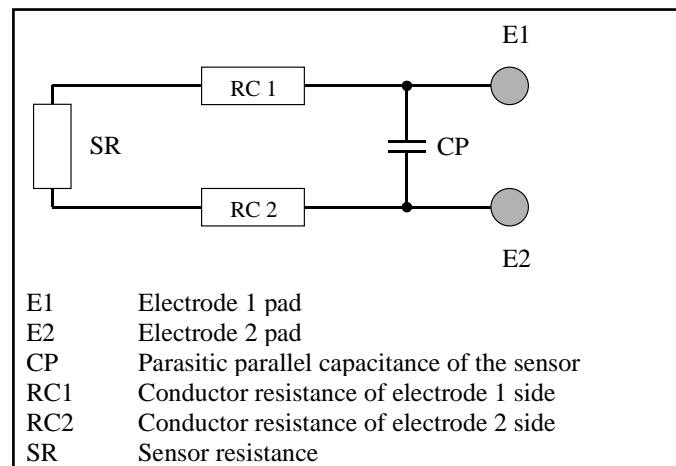 E1
RC 1
SR
CP
RC 2
E2
E1 Electrode 1 pad
E2 Electrode 2 pad
CP Parasitic parallel capacitance of the sensor
RC1 Conductor resistance of electrode 1 side
RC2 Conductor resistance of electrode 2 side
SR Sensor resistance